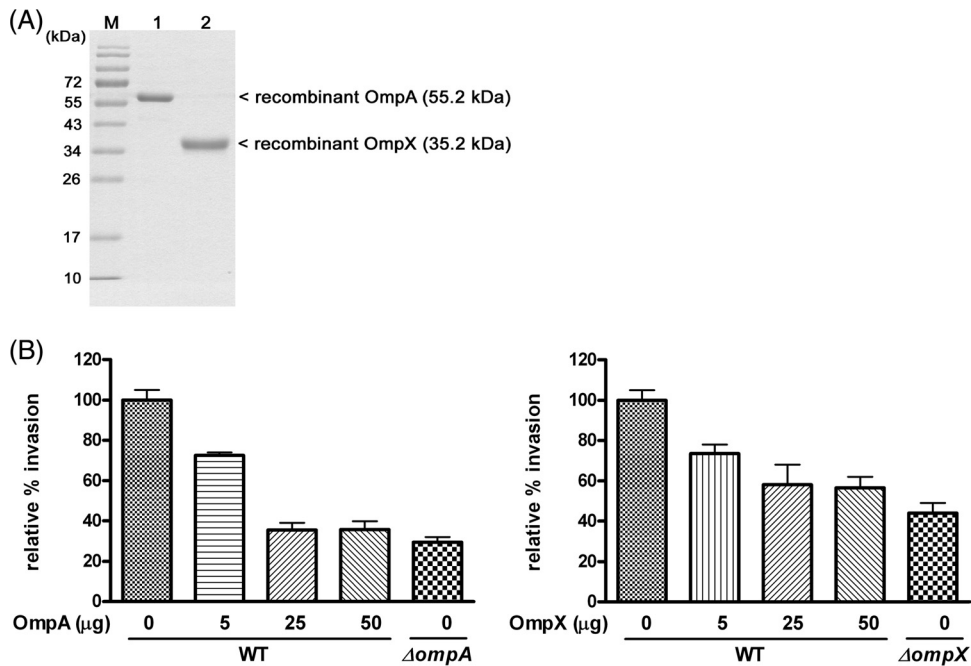 (A)
M 1 2
(kDa)
72
55
43
34
26
17
10
< recombinant OmpA (55.2 kDa)
< recombinant OmpX (35.2 kDa)
(B)
relative % invasion
120
100
80
60
40
20
0
OmpA (μg) 0 5 25 50 0
WT ΔompA
relative % invasion
120
100
80
60
40
20
0
OmpX (μg) 0 5 25 50 0
WT ΔompX